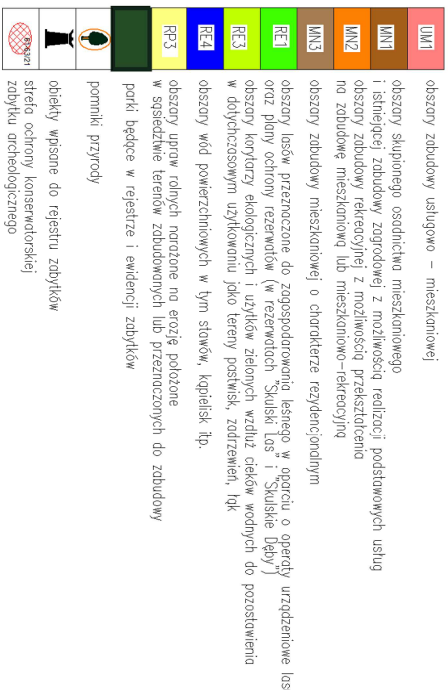 UM1
obszary zabudowy usługowo – mieszkaniowej
MN1
obszary skupionego osadnictwa mieszkaniowego
i istniejącej zabudowy zagrodowej z możliwością realizacji podstawowych usług
MN2
obszary zabudowy rekreacyjnej z możliwością przekształcenia
na zabudowę mieszkaniową lub mieszkaniowo–rekreacyjną
MN3
obszary zabudowy mieszkaniowej o charakterze rezydencjonalnym
RE1
obszary lasów przeznaczone do zagospodarowania leśnego w oparciu o operaty urządzeniowe las
oraz plany ochrony rezerwatów (w rezerwatach "Skulski Las" i "Skulskie Dęby")
RE3
obszary korytarzy ekologicznych i użytków zielonych wzdłuż cieków wodnych do pozostawienia
w dotychczasowym użytkowaniu jako tereny pastwisk, zadrzewień, łąk
RE4
obszary wód powierzchniowych w tym stawów, kąpielisk itp.
RP3
obszary upraw rolnych narażone na erozję położone
w sąsiedztwie terenów zabudowanych lub przeznaczonych do zabudowy
parki będące w rejestrze i ewidencji zabytków
pomniki przyrody
obiekty wpisane do rejestru zabytków
strefa ochrony konserwatorskiej
zabytku archeologicznego